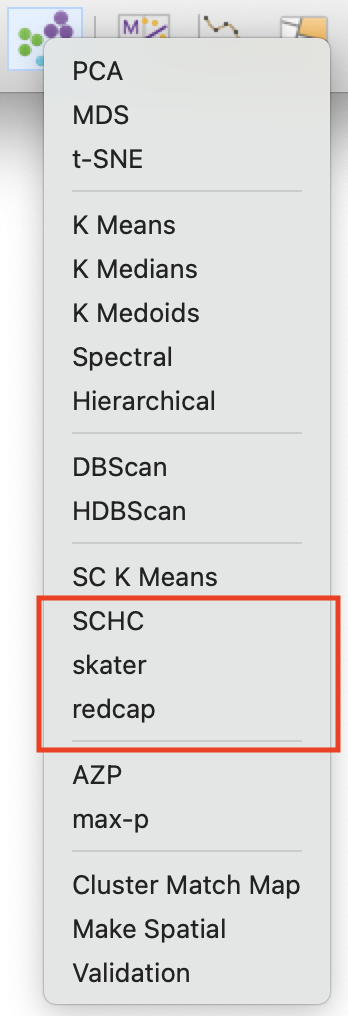 M
PCA
MDS
t-SNE
K Means
K Medians
K Medoids
Spectral
Hierarchical
DBScan
HDBScan
SC K Means
SCHC
skater
redcap
AZP
max-p
Cluster Match Map
Make Spatial
Validation